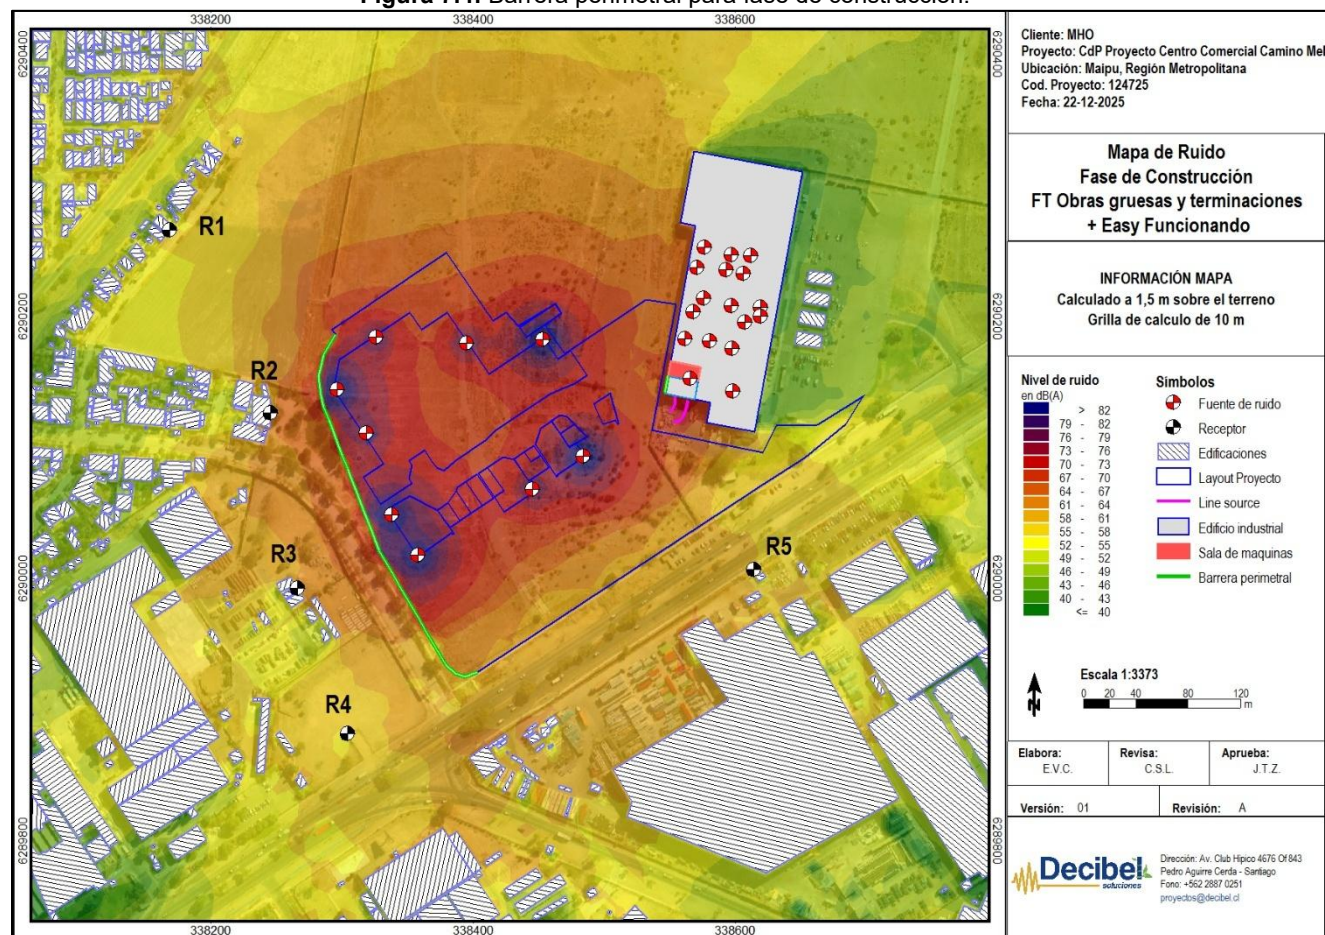 Barrera perimetral para fase de construcción.
338200
338400
338600
6290400
6290400
6290200
6290200
6290000
6290000
6289800
6289800
338200
338400
338600
R1
R2
R3
R4
R5
Cliente: MHO
Proyecto: CdP Proyecto Centro Comercial Camino Mel
Ubicación: Maipu, Región Metropolitana
Cod. Proyecto: 124725
Fecha: 22-12-2025
Mapa de Ruido
Fase de Construcción
FT Obras gruesas y terminaciones
+ Easy Funcionando
INFORMACIÓN MAPA
Calculado a 1,5 m sobre el terreno
Grilla de calculo de 10 m
Nivel de ruido
en dB(A)
> 82
79 - 82
76 - 79
73 - 76
70 - 73
67 - 70
64 - 67
61 - 64
58 - 61
55 - 58
52 - 55
49 - 52
46 - 49
43 - 46
40 - 43
<= 40
Simbolos
Fuente de ruido
Receptor
Edificaciones
Layout Proyecto
Line source
Edificio industrial
Sala de maquinas
Barrera perimetral
N
Escala 1:3373
0 20 40 80 120
m
Elabora: Revisa: Aprueba:
E.V.C. C.S.L. J.T.Z.
Versión: 01 Revisión: A
Decibel
soluciones
Dirección: Av. Club Hipico 4676 Of 843
Pedro Aguirre Cerda - Santiago
Fono: +562 2887 0251
proyectos@decibel.cl